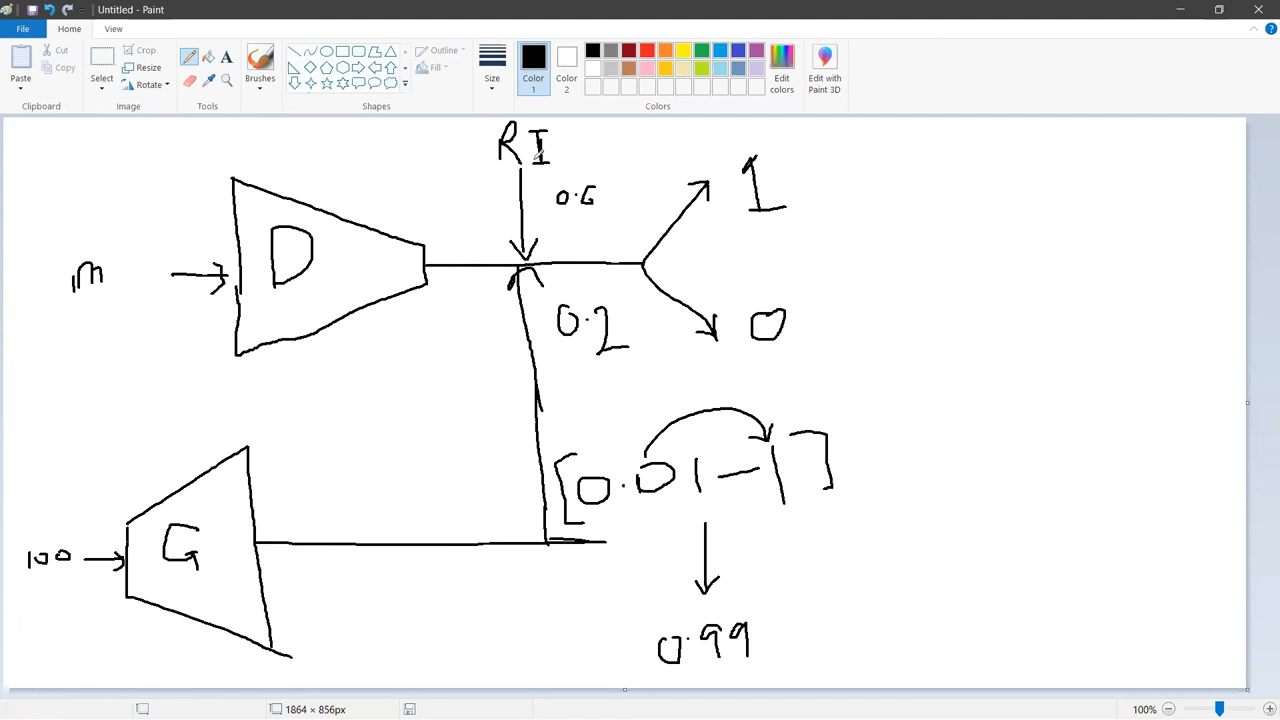 Untitled - Paint
File Home View
Paste
Cut
Copy
Clipboard
Select
Crop
Resize
Rotate
Image
A
Tools
Brushes
Shapes
Outline
Fill
Size
Color 1
Color 2
Edit colors
Colors
Edit with Paint 3D
RI
0.6
1
D
m
0.2
0
[0.01-1]
G
100
0.99
1864 × 856px
100%